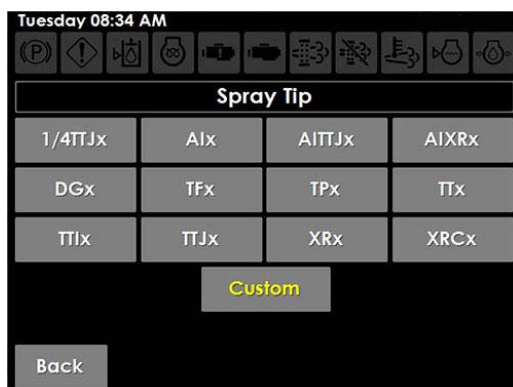 Tuesday 08:34 AM
Spray Tip
1/4TTJx AIx AITTJx AIXRx
DGx TFx TPx TTx
TTIx TTJx XRx XRCx
Custom
Back